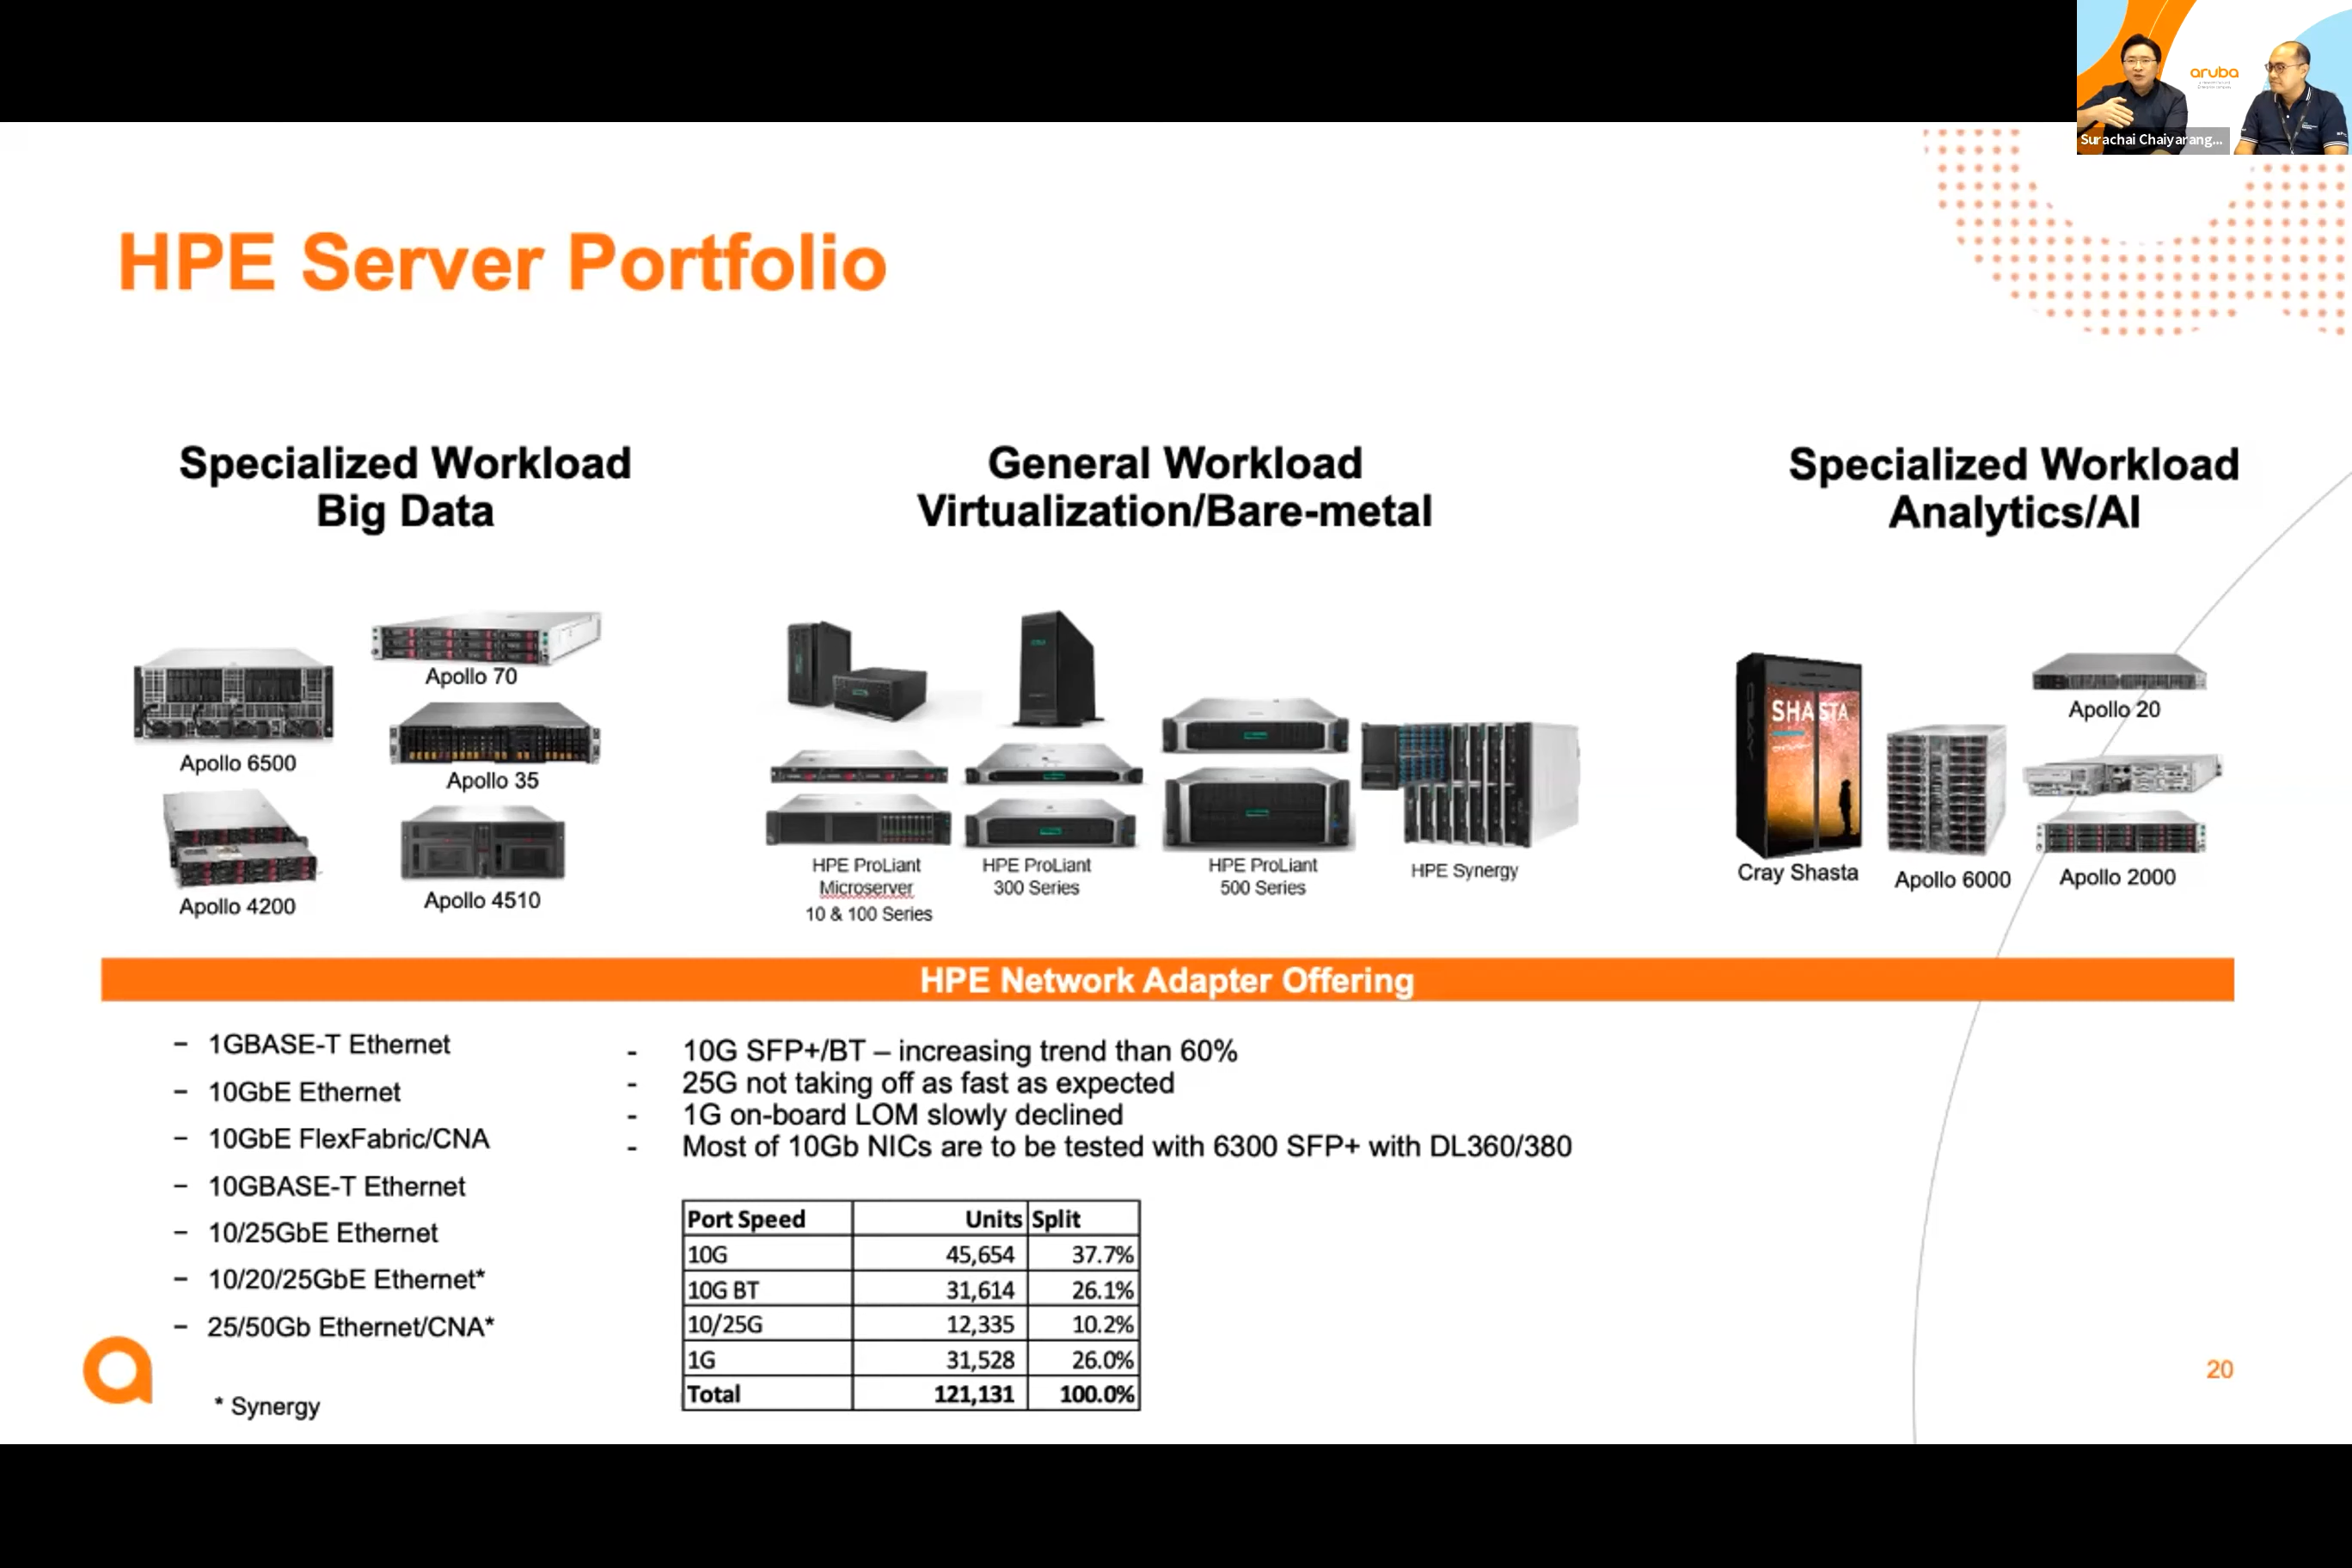 aruba
Surachai Chaiyarang...
HPE Server Portfolio
Specialized Workload
Big Data
General Workload
Virtualization/Bare-metal
Specialized Workload
Analytics/AI
Apollo 70
Apollo 6500
Apollo 35
Apollo 4200
Apollo 4510
HPE ProLiant
Microserver
10 & 100 Series
HPE ProLiant
300 Series
HPE ProLiant
500 Series
HPE Synergy
SHASTA
CRAY
Cray Shasta
Apollo 6000
Apollo 20
Apollo 2000
HPE Network Adapter Offering
– 1GBASE-T Ethernet
– 10GbE Ethernet
– 10GbE FlexFabric/CNA
– 10GBASE-T Ethernet
– 10/25GbE Ethernet
– 10/20/25GbE Ethernet*
– 25/50Gb Ethernet/CNA*
* Synergy
- 10G SFP+/BT – increasing trend than 60%
- 25G not taking off as fast as expected
- 1G on-board LOM slowly declined
- Most of 10Gb NICs are to be tested with 6300 SFP+ with DL360/380
Port Speed Units Split
10G 45,654 37.7%
10G BT 31,614 26.1%
10/25G 12,335 10.2%
1G 31,528 26.0%
Total 121,131 100.0%
20